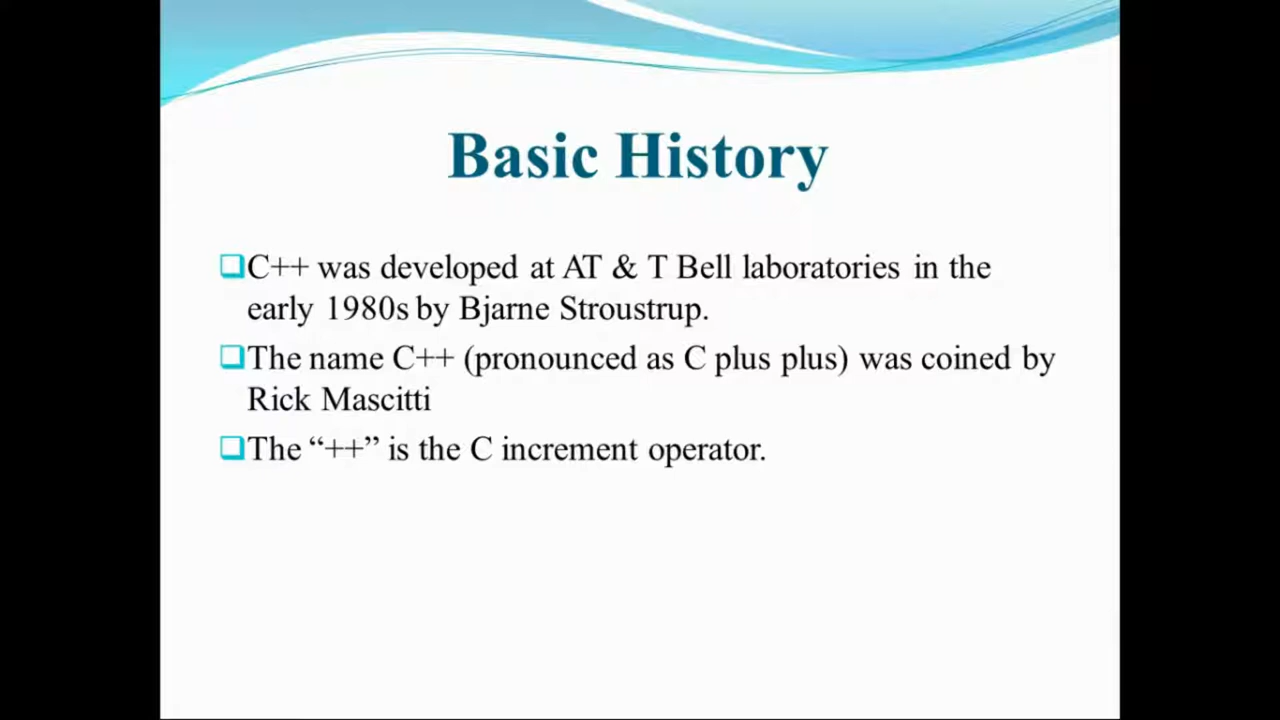 Basic History
❑C++ was developed at AT & T Bell laboratories in the
early 1980s by Bjarne Stroustrup.
❑The name C++ (pronounced as C plus plus) was coined by
Rick Mascitti
❑The “++” is the C increment operator.